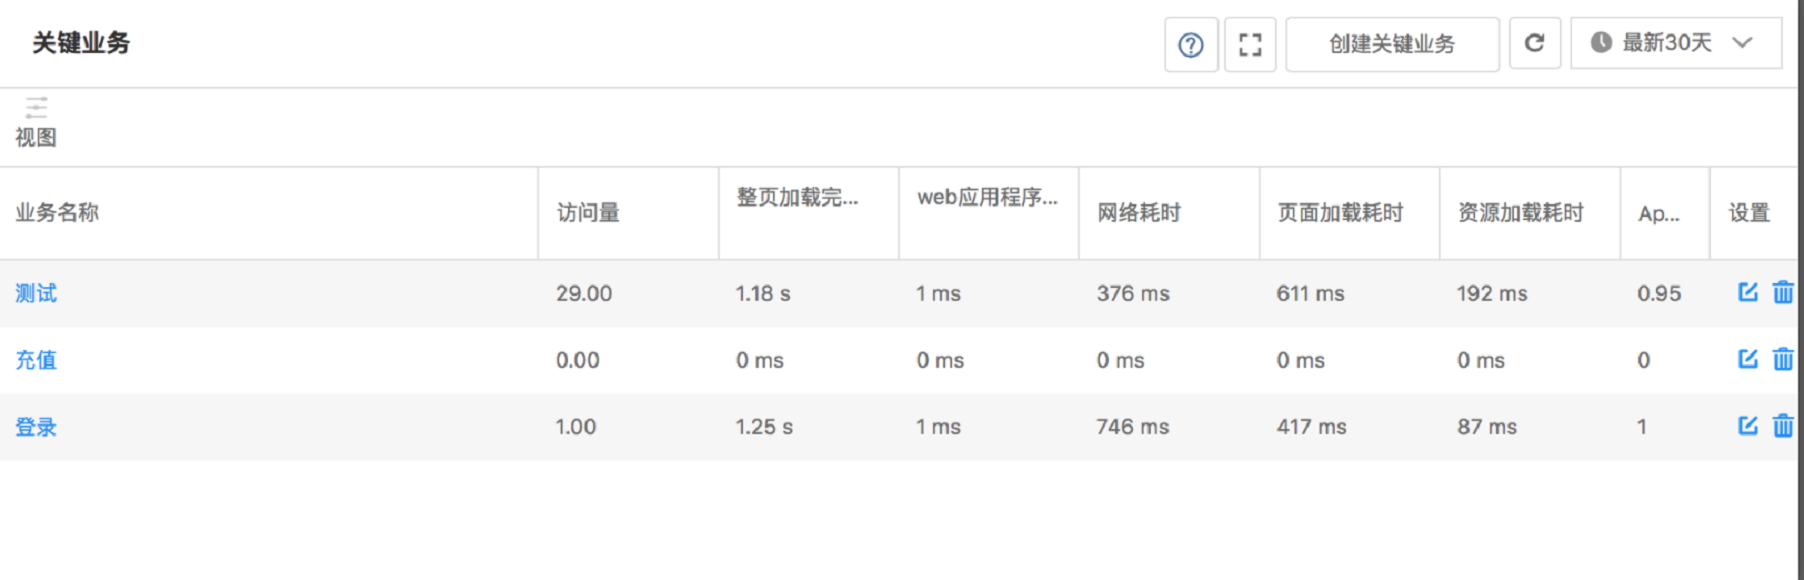 关键业务 创建关键业务 最新30天
视图
业务名称 访问量 整页加载完... web应用程序... 网络耗时 页面加载耗时 资源加载耗时 Ap... 设置
测试 29.00 1.18 s 1 ms 376 ms 611 ms 192 ms 0.95
充值 0.00 0 ms 0 ms 0 ms 0 ms 0 ms 0
登录 1.00 1.25 s 1 ms 746 ms 417 ms 87 ms 1